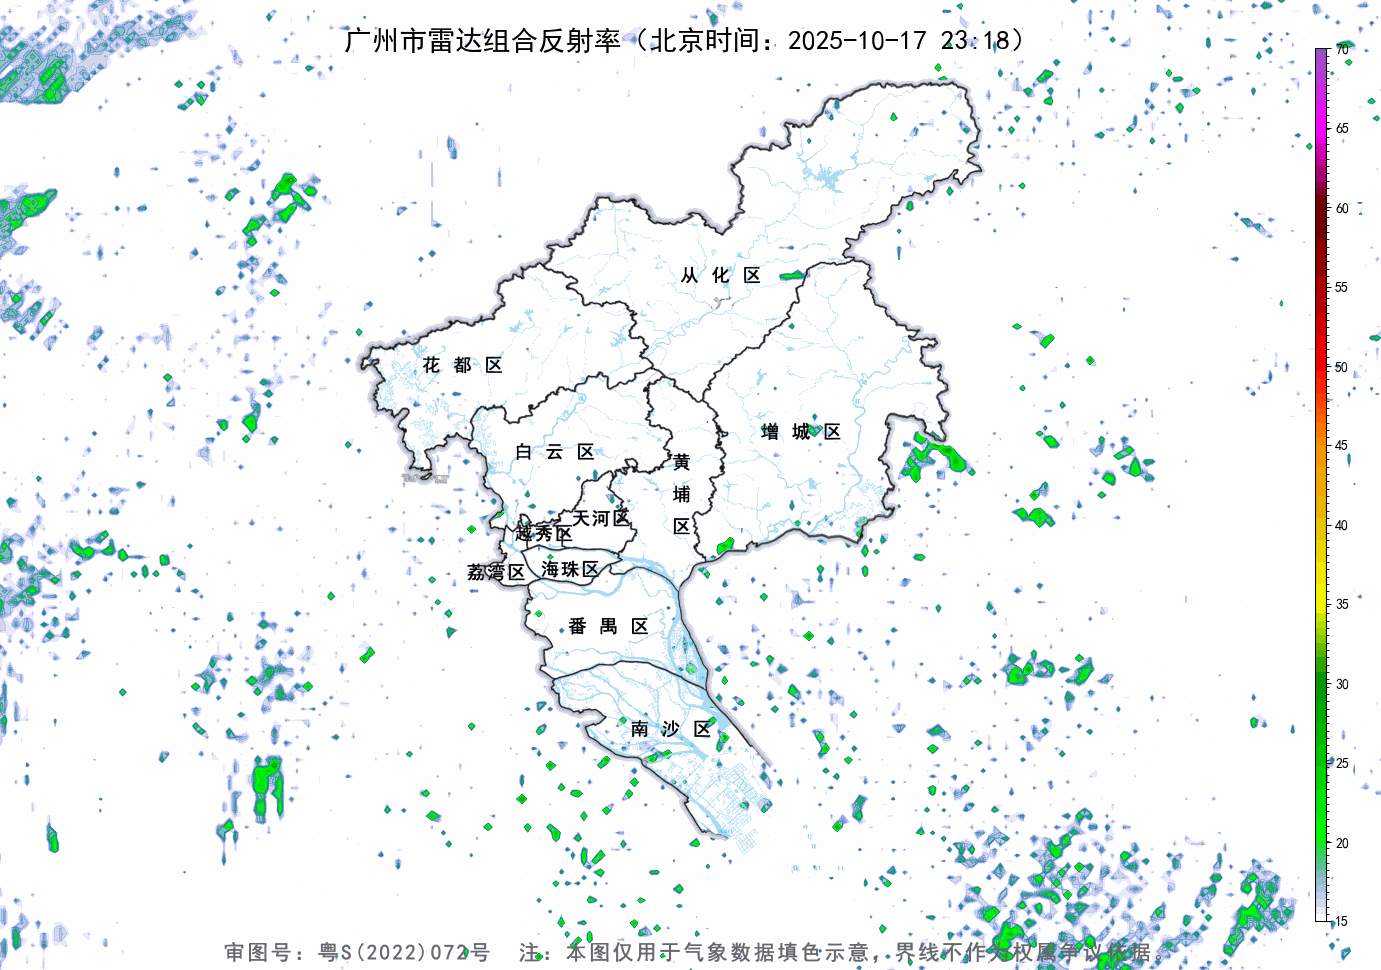 广州市雷达组合反射率（北京时间：2025-10-17 23:18）
70
65
60
55
50
45
40
35
30
25
20
15
从化区
花都区
增城区
白云区
黄埔区
天河区
越秀区
荔湾区
海珠区
番禺区
南沙区
审图号：粤S(2022)072号 注：本图仅用于气象数据填色示意，界线不作为权属争议依据。